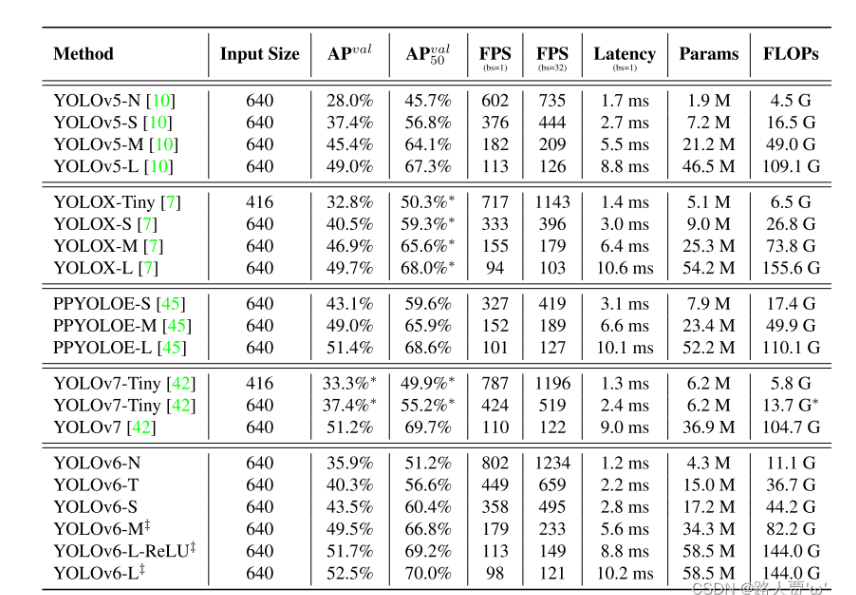 Method Input Size AP^val AP_50^val FPS (bs=1) FPS (bs=32) Latency (bs=1) Params FLOPs
YOLOv5-N [10] 640 28.0% 45.7% 602 735 1.7 ms 1.9 M 4.5 G
YOLOv5-S [10] 640 37.4% 56.8% 376 444 2.7 ms 7.2 M 16.5 G
YOLOv5-M [10] 640 45.4% 64.1% 182 209 5.5 ms 21.2 M 49.0 G
YOLOv5-L [10] 640 49.0% 67.3% 113 126 8.8 ms 46.5 M 109.1 G
YOLOX-Tiny [7] 416 32.8% 50.3%* 717 1143 1.4 ms 5.1 M 6.5 G
YOLOX-S [7] 640 40.5% 59.3%* 333 396 3.0 ms 9.0 M 26.8 G
YOLOX-M [7] 640 46.9% 65.6%* 155 179 6.4 ms 25.3 M 73.8 G
YOLOX-L [7] 640 49.7% 68.0%* 94 103 10.6 ms 54.2 M 155.6 G
PPYOLOE-S [45] 640 43.1% 59.6% 327 419 3.1 ms 7.9 M 17.4 G
PPYOLOE-M [45] 640 49.0% 65.9% 152 189 6.6 ms 23.4 M 49.9 G
PPYOLOE-L [45] 640 51.4% 68.6% 101 127 10.1 ms 52.2 M 110.1 G
YOLOv7-Tiny [42] 416 33.3%* 49.9%* 787 1196 1.3 ms 6.2 M 5.8 G
YOLOv7-Tiny [42] 640 37.4%* 55.2%* 424 519 2.4 ms 6.2 M 13.7 G*
YOLOv7 [42] 640 51.2% 69.7% 110 122 9.0 ms 36.9 M 104.7 G
YOLOv6-N 640 35.9% 51.2% 802 1234 1.2 ms 4.3 M 11.1 G
YOLOv6-T 640 40.3% 56.6% 449 659 2.2 ms 15.0 M 36.7 G
YOLOv6-S 640 43.5% 60.4% 358 495 2.8 ms 17.2 M 44.2 G
YOLOv6-M‡ 640 49.5% 66.8% 179 233 5.6 ms 34.3 M 82.2 G
YOLOv6-L-ReLU‡ 640 51.7% 69.2% 113 149 8.8 ms 58.5 M 144.0 G
YOLOv6-L‡ 640 52.5% 70.0% 98 121 10.2 ms 58.5 M 144.0 G
CSDN @路人贾'ω'